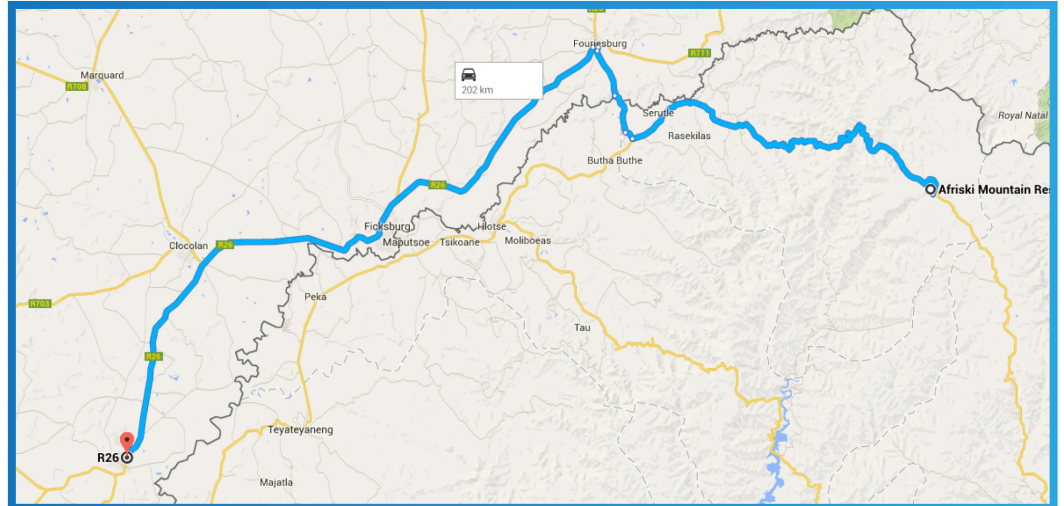 Fouriesburg
R711
Marquard
R708
202 km
Serutle
Royal Natal
Rasekilas
Butha Buthe
R26
Afriski Mountain Res
Ficksburg
Hlotse
Clocolan
R26
Maputsoe
Tsikoane
Moliboeas
Peka
R703
Tau
R26
Teyateyaneng
R26
Majatla